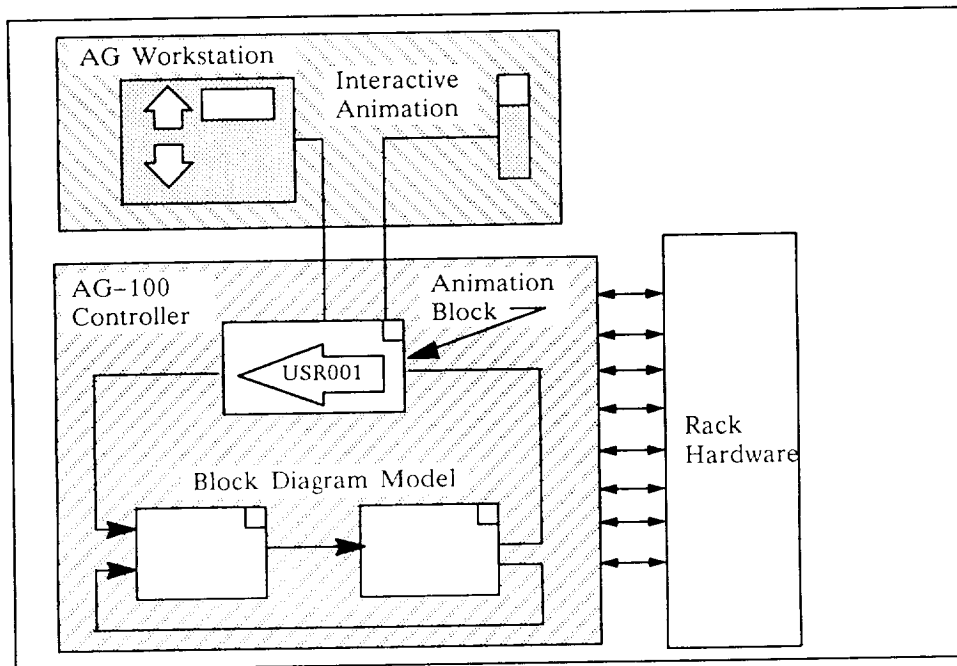 AG Workstation
Interactive
Animation
AG-100
Controller
Animation
Block
USR001
Block Diagram Model
Rack
Hardware